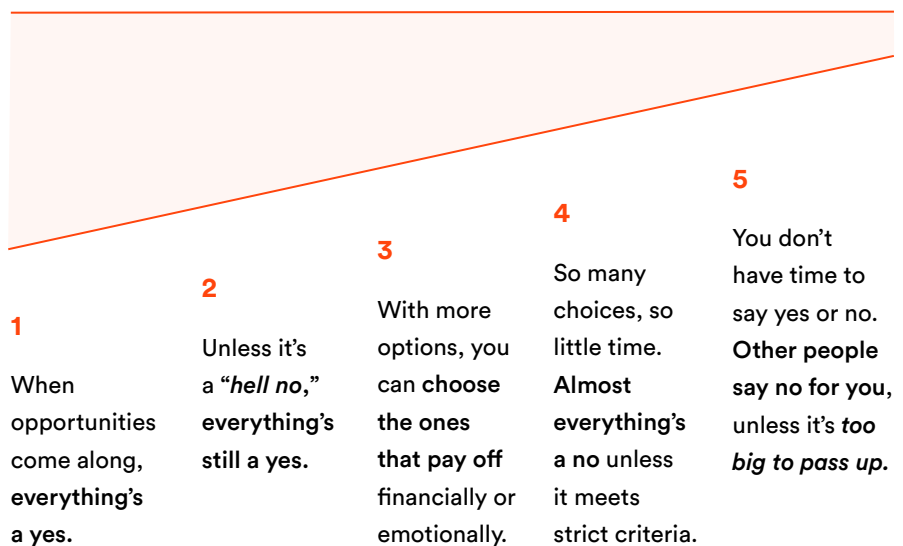 1
When
opportunities
come along,
everything’s
a yes.
2
Unless it’s
a “hell no,”
everything’s
still a yes.
3
With more
options, you
can choose
the ones
that pay off
financially or
emotionally.
4
So many
choices, so
little time.
Almost
everything’s
a no unless
it meets
strict criteria.
5
You don’t
have time to
say yes or no.
Other people
say no for you,
unless it’s too
big to pass up.